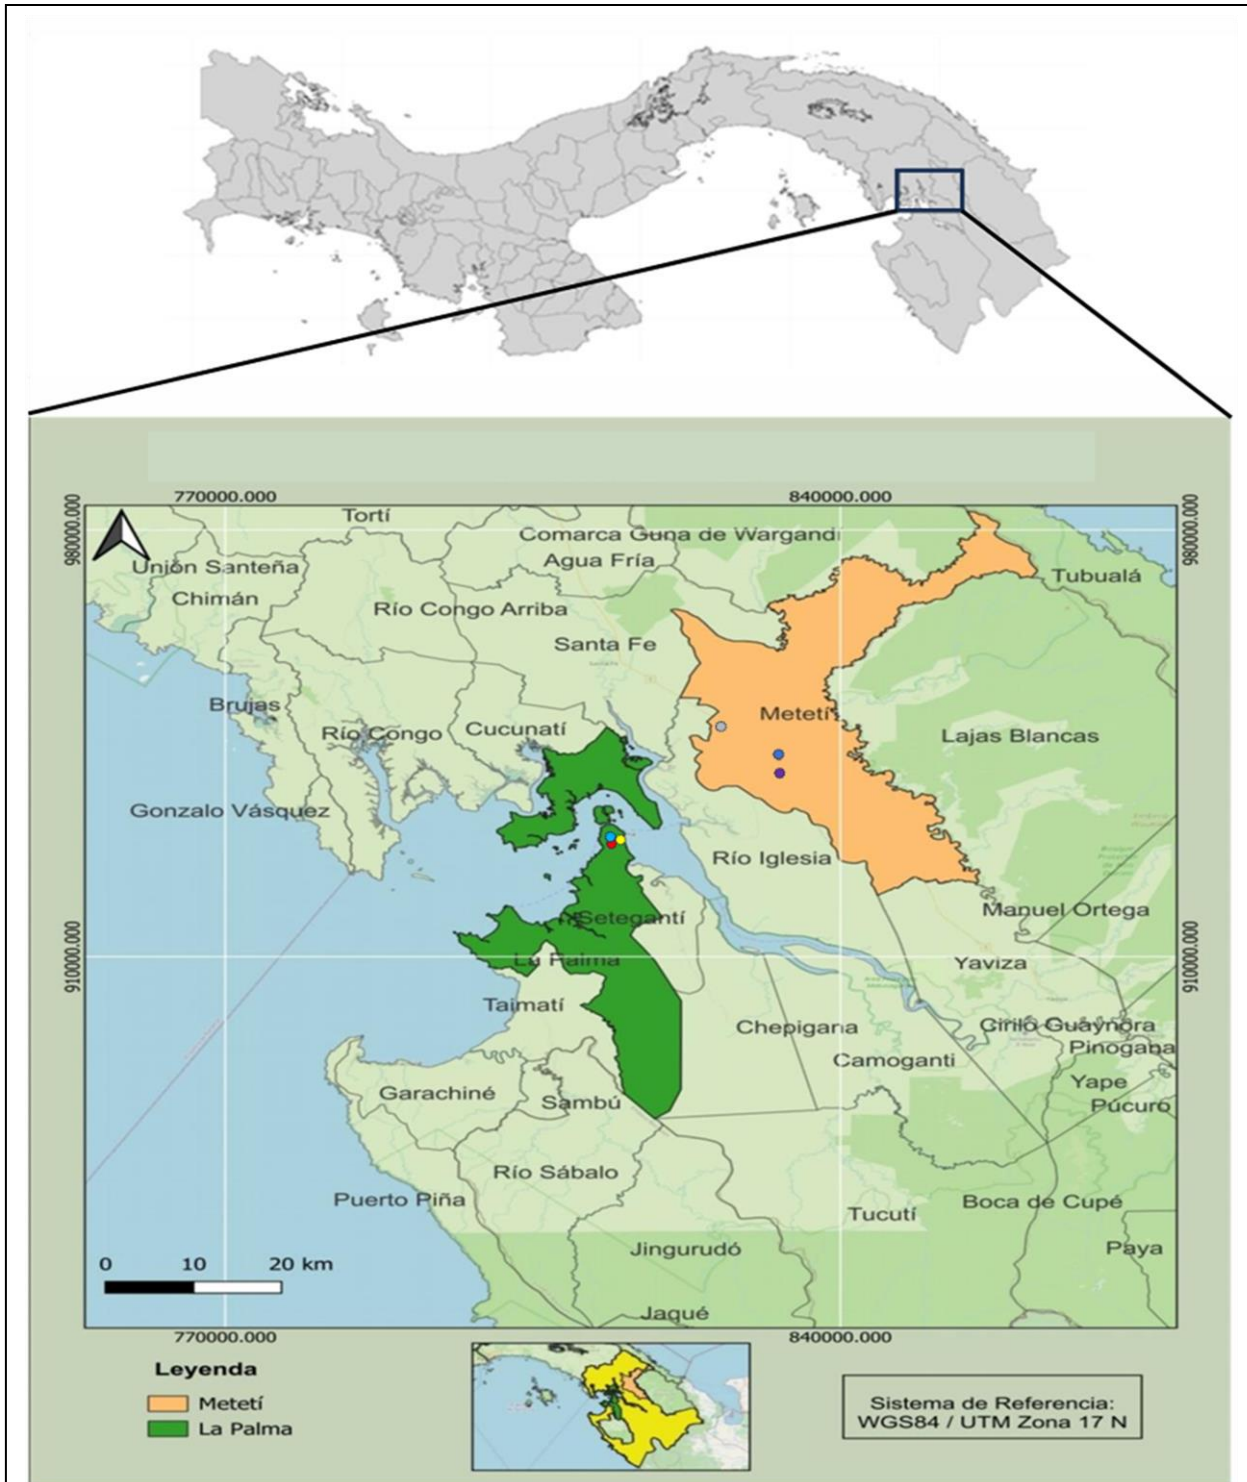 770000.000
840000.000
980000.000
980000.000
Tortí
Comarca Guna de Wargandi
Unión Santeña
Agua Fría
Tubualá
Chimán
Río Congo Arriba
Santa Fe
Brujas
Río Congo
Cucunatí
Metetí
Lajas Blancas
Gonzalo Vásquez
Río Iglesia
Setegantí
Manuel Ortega
910000.000
La Palma
Yaviza
910000.000
Taimatí
Chepigana
Cirilo Guaynora
Camoganti
Pinogana
Garachiné
Sambú
Yape
Púcuro
Río Sábalo
Puerto Piña
Tucutí
Boca de Cupé
Jingurudó
Paya
0 10 20 km
Jaqué
770000.000
840000.000
Leyenda
Metetí
La Palma
Sistema de Referencia:
WGS84 / UTM Zona 17 N